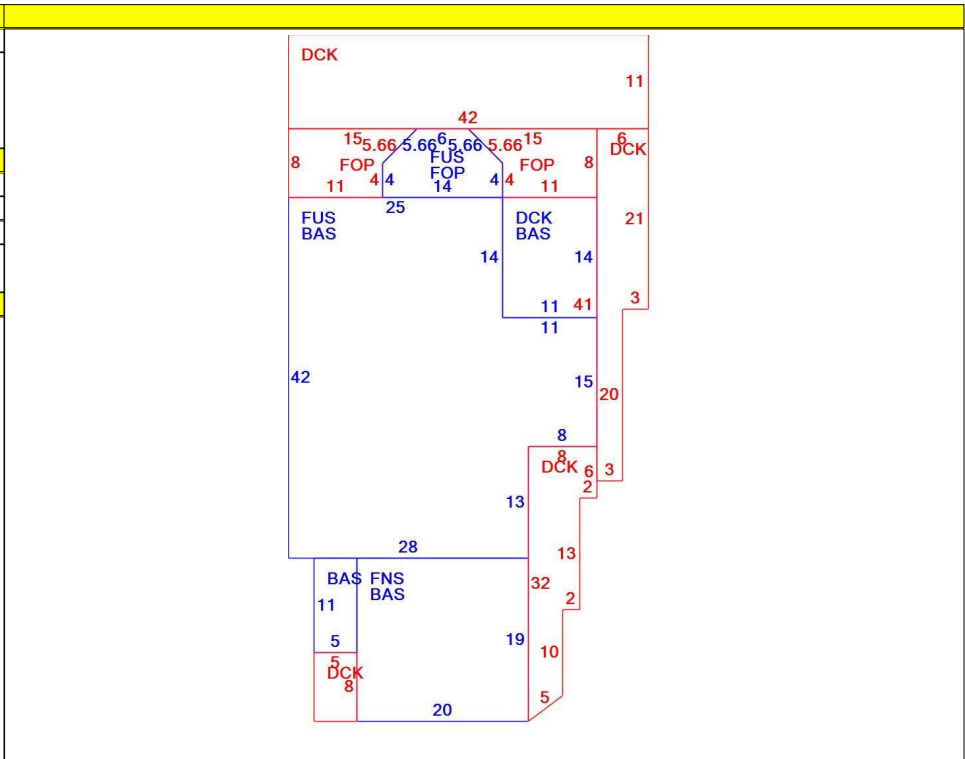 DCK
11
42
15 5.66 5.66 6 5.66 5.66 15 6
DCK
8 FOP FUS FOP 8
FOP
4 4 4 4
11 14 11
25
FUS DCK 21
BAS BAS
14 14
11 41 3
11
42 15
20
8
8
DCK 6 3
2
13
28 13
BAS FNS 32
BAS
11 2
19 10
5
5
DCK
8 5
20